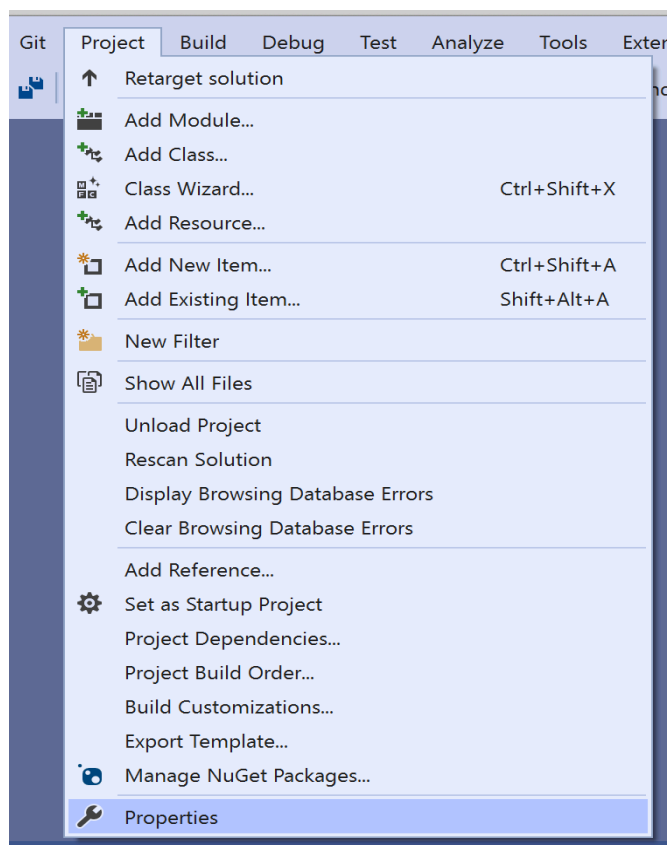 Git Project Build Debug Test Analyze Tools
Retarget solution
Add Module...
Add Class...
Class Wizard... Ctrl+Shift+X
Add Resource...
Add New Item... Ctrl+Shift+A
Add Existing Item... Shift+Alt+A
New Filter
Show All Files
Unload Project
Rescan Solution
Display Browsing Database Errors
Clear Browsing Database Errors
Add Reference...
Set as Startup Project
Project Dependencies...
Project Build Order...
Build Customizations...
Export Template...
Manage NuGet Packages...
Properties